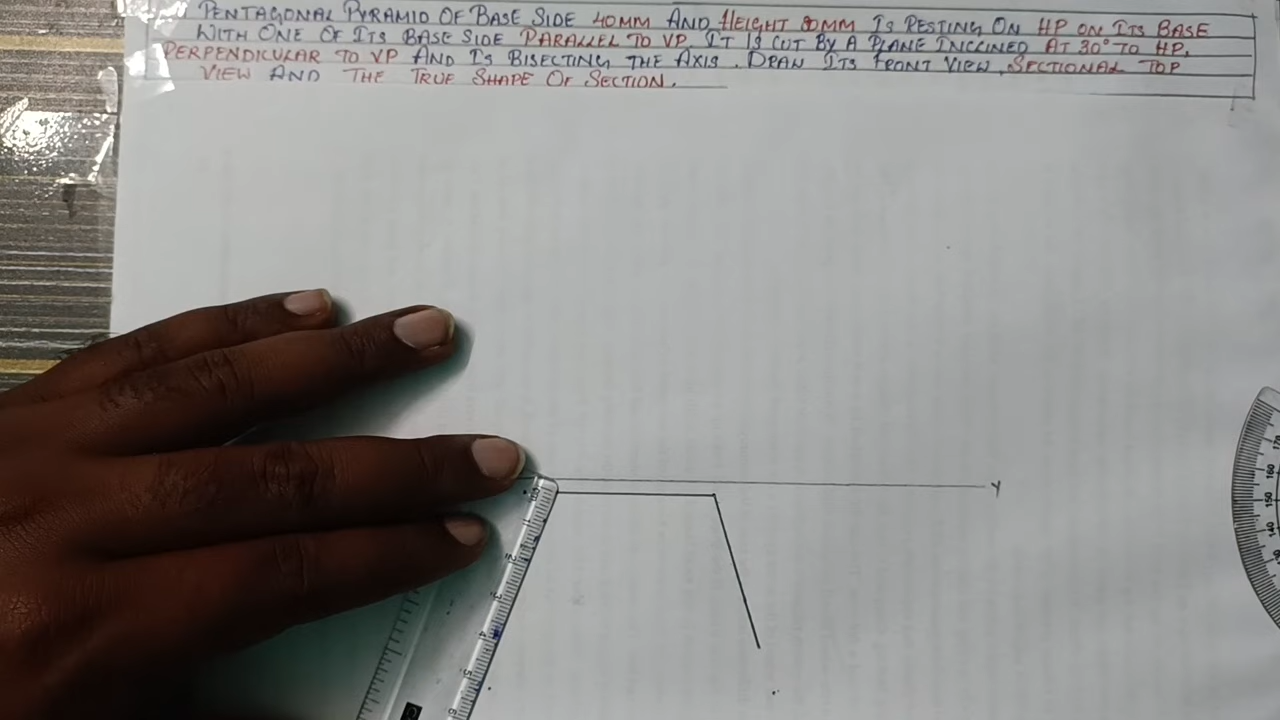 PENTAGONAL PYRAMID OF BASE SIDE 40MM AND HEIGHT 80MM IS RESTING ON HP ON ITS BASE
WITH ONE OF ITS BASE SIDE PARALLEL TO VP. IT IS CUT BY A PLANE INCLINED AT 30° TO HP.
PERPENDICULAR TO VP AND IS BISECTING THE AXIS. DRAW ITS FRONT VIEW, SECTIONAL TOP
VIEW AND THE TRUE SHAPE OF SECTION.
Y